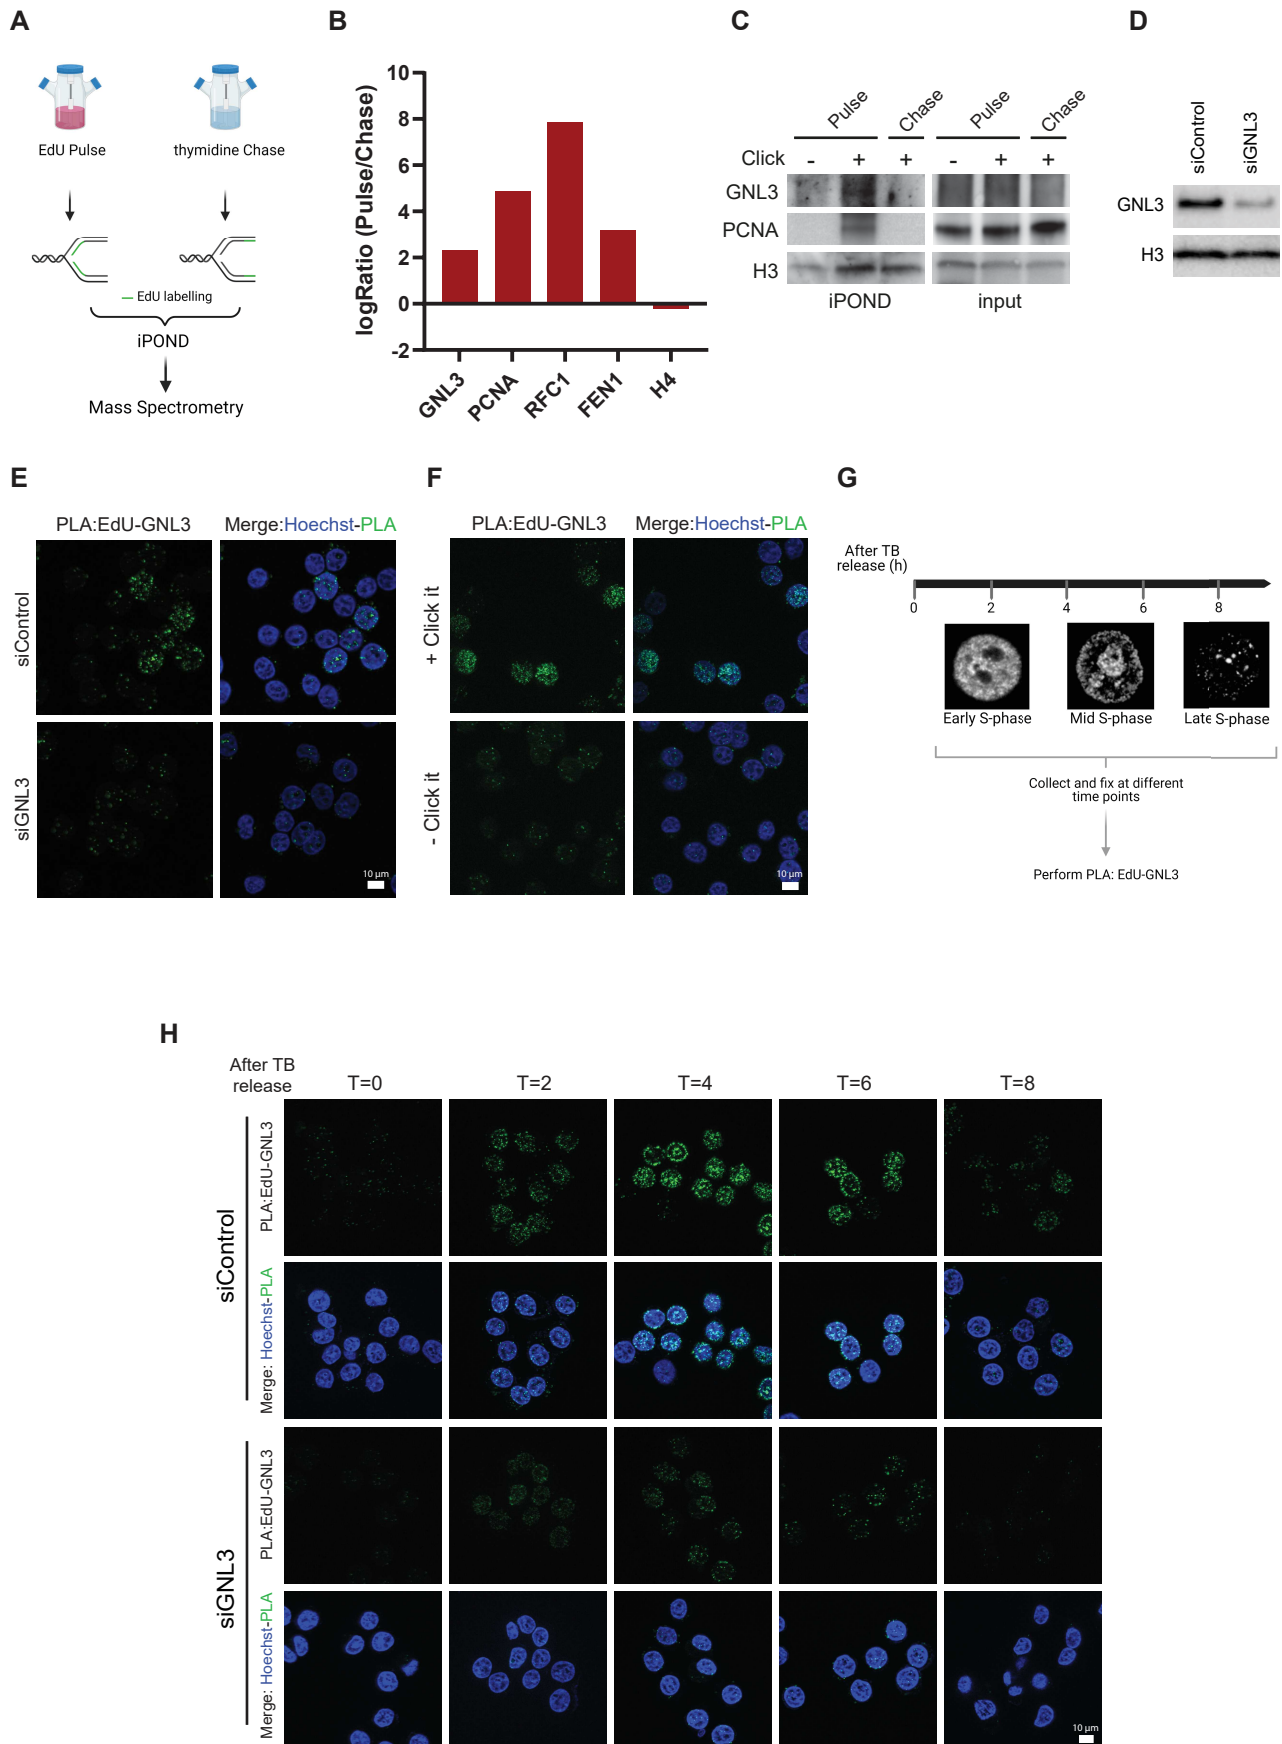 A
EdU Pulse
thymidine Chase
EdU labelling
iPOND
Mass Spectrometry
B
logRatio (Pulse/Chase)
10
8
6
4
2
0
-2
GNL3
PCNA
RFC1
FEN1
H4
C
Pulse
Chase
Pulse
Chase
Click - + + - + +
GNL3
PCNA
H3
iPOND
input
D
siControl
siGNL3
GNL3
H3
E
PLA:EdU-GNL3
Merge:Hoechst-PLA
siControl
siGNL3
10 µm
F
PLA:EdU-GNL3
Merge:Hoechst-PLA
+ Click it
- Click it
10 µm
G
After TB
release (h)
0 2 4 6 8
Early S-phase
Mid S-phase
Late S-phase
Collect and fix at different
time points
Perform PLA: EdU-GNL3
H
After TB
release
T=0
T=2
T=4
T=6
T=8
siControl
PLA:EdU-GNL3
Merge: Hoechst-PLA
siGNL3
PLA:EdU-GNL3
Merge: Hoechst-PLA
10 µm